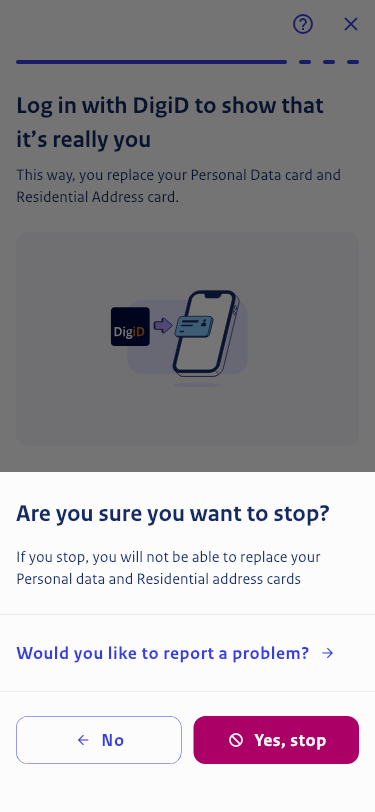 Log in with DigiD to show that
it’s really you
This way, you replace your Personal Data card and
Residential Address card.
DigiD
Are you sure you want to stop?
If you stop, you will not be able to replace your
Personal data and Residential address cards
Would you like to report a problem?
No
Yes, stop